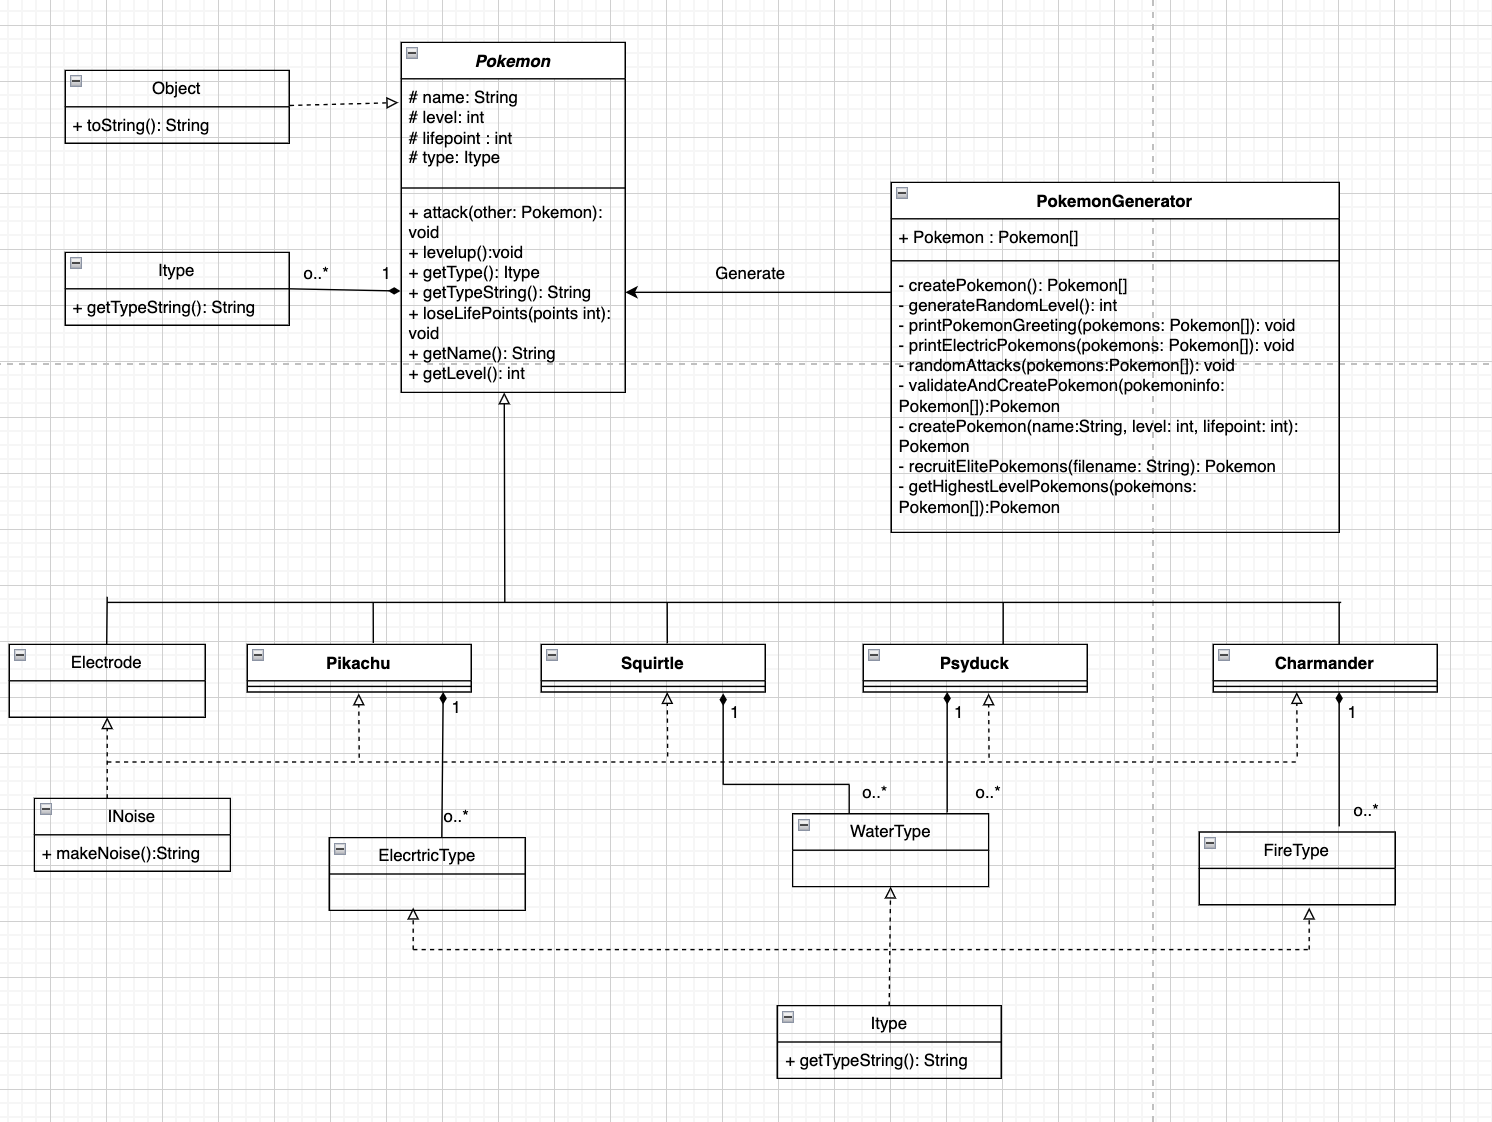 Pokemon
# name: String
# level: int
# lifepoint : int
# type: Itype
+ attack(other: Pokemon):
void
+ levelup():void
+ getType(): Itype
+ getTypeString(): String
+ loseLifePoints(points int):
void
+ getName(): String
+ getLevel(): int
Object
+ toString(): String
Itype
+ getTypeString(): String
o..*
1
Generate
PokemonGenerator
+ Pokemon : Pokemon[]
- createPokemon(): Pokemon[]
- generateRandomLevel(): int
- printPokemonGreeting(pokemons: Pokemon[]): void
- printElectricPokemons(pokemons: Pokemon[]): void
- randomAttacks(pokemons:Pokemon[]): void
- validateAndCreatePokemon(pokemoninfo:
Pokemon[]):Pokemon
- createPokemon(name:String, level: int, lifepoint: int):
Pokemon
- recruitElitePokemons(filename: String): Pokemon
- getHighestLevelPokemons(pokemons:
Pokemon[]):Pokemon
Electrode
Pikachu
Squirtle
Psyduck
Charmander
1
1
1
1
o..*
o..*
o..*
o..*
INoise
+ makeNoise():String
ElecrtricType
WaterType
FireType
Itype
+ getTypeString(): String